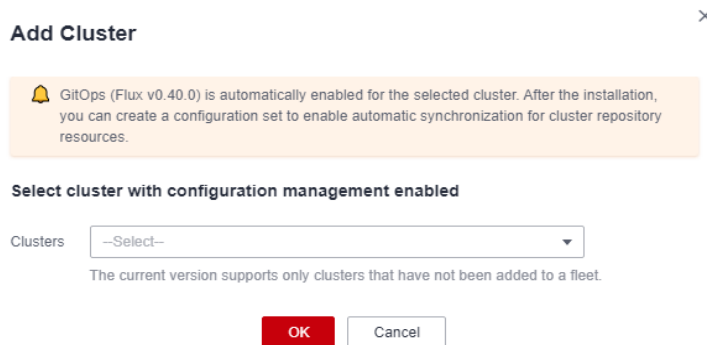 Add Cluster
GitOps (Flux v0.40.0) is automatically enabled for the selected cluster. After the installation,
you can create a configuration set to enable automatic synchronization for cluster repository
resources.
Select cluster with configuration management enabled
Clusters
--Select--
The current version supports only clusters that have not been added to a fleet.
OK
Cancel